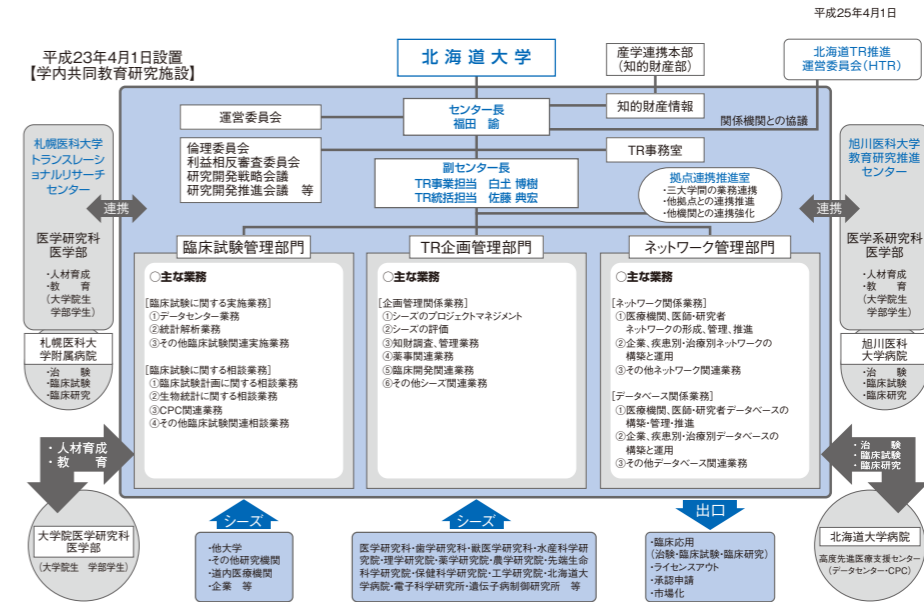 平成25年4月1日
平成23年4月1日設置
【学内共同教育研究施設】
北海道大学
産学連携本部
(知的財産部)
北海道TR推進
運営委員会(HTR)
運営委員会
センター長
福田 諭
知的財産情報
関係機関との協議
倫理委員会
利益相反審査委員会
研究開発戦略会議
研究開発推進会議 等
副センター長
TR事業担当 白土 博樹
TR統括担当 佐藤 典宏
TR事務室
拠点連携推進室
・三大学間の業務連携
・他拠点との連携推進
・他機関との連携強化
札幌医科大学
トランスレーシ
ョナルリサーチ
センター
連携
医学研究科
医学部
・人材育成
・教 育
(大学院生
学部学生)
札幌医科大
学附属病院
・治 験
・臨床試験
・臨床研究
旭川医科大学
教育研究推進
センター
連携
医学系研究科
医学部
・人材育成
・教 育
(大学院生
学部学生)
旭川医科
大学病院
・治 験
・臨床試験
・臨床研究
臨床試験管理部門
○主な業務
[臨床試験に関する実施業務]
①データセンター業務
②統計解析業務
③その他臨床試験関連実施業務
[臨床試験に関する相談業務]
①臨床試験計画に関する相談業務
②生物統計に関する相談業務
③CPC関連業務
④その他臨床試験関連相談業務
TR企画管理部門
○主な業務
[企画管理関係業務]
①シーズのプロジェクトマネジメント
②シーズの評価
③知財調査、管理業務
④薬事関連業務
⑤臨床開発関連業務
⑥その他シーズ関連業務
ネットワーク管理部門
○主な業務
[ネットワーク関係業務]
①医療機関、医師・研究者
ネットワークの形成、管理、推進
②企業、疾患別・治療別ネットワークの
構築と運用
③その他ネットワーク関連業務
[データベース関係業務]
①医療機関、医師・研究者データベースの
構築・管理・推進
②企業、疾患別・治療別データベースの
構築と運用
③その他データベース関連業務
・人材育成
・教 育
大学院医学研究科
医学部
(大学院生 学部学生)
シーズ
・他大学
・その他研究機関
・道内医療機関
・企業 等
シーズ
医学研究科・歯学研究科・獣医学研究科・水産科学研
究院・理学研究院・薬学研究院・農学研究院・先端生命
科学研究院・保健科学研究院・工学研究院・北海道大
学病院・電子科学研究所・遺伝子病制御研究所 等
出口
・臨床応用
(治験・臨床試験・臨床研究)
・ライセンスアウト
・承認申請
・市場化
・治 験
・臨床試験
・臨床研究
北海道大学病院
高度先進医療支援センター
(データセンター・CPC)